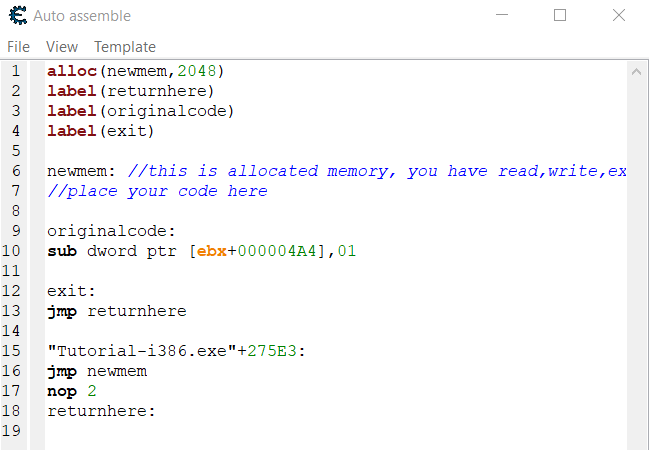 Auto assemble
File View Template
1 alloc(newmem,2048)
2 label(returnhere)
3 label(originalcode)
4 label(exit)
5
6 newmem: //this is allocated memory, you have read,write,ex
7 //place your code here
8
9 originalcode:
10 sub dword ptr [ebx+000004A4],01
11
12 exit:
13 jmp returnhere
14
15 "Tutorial-i386.exe"+275E3:
16 jmp newmem
17 nop 2
18 returnhere:
19